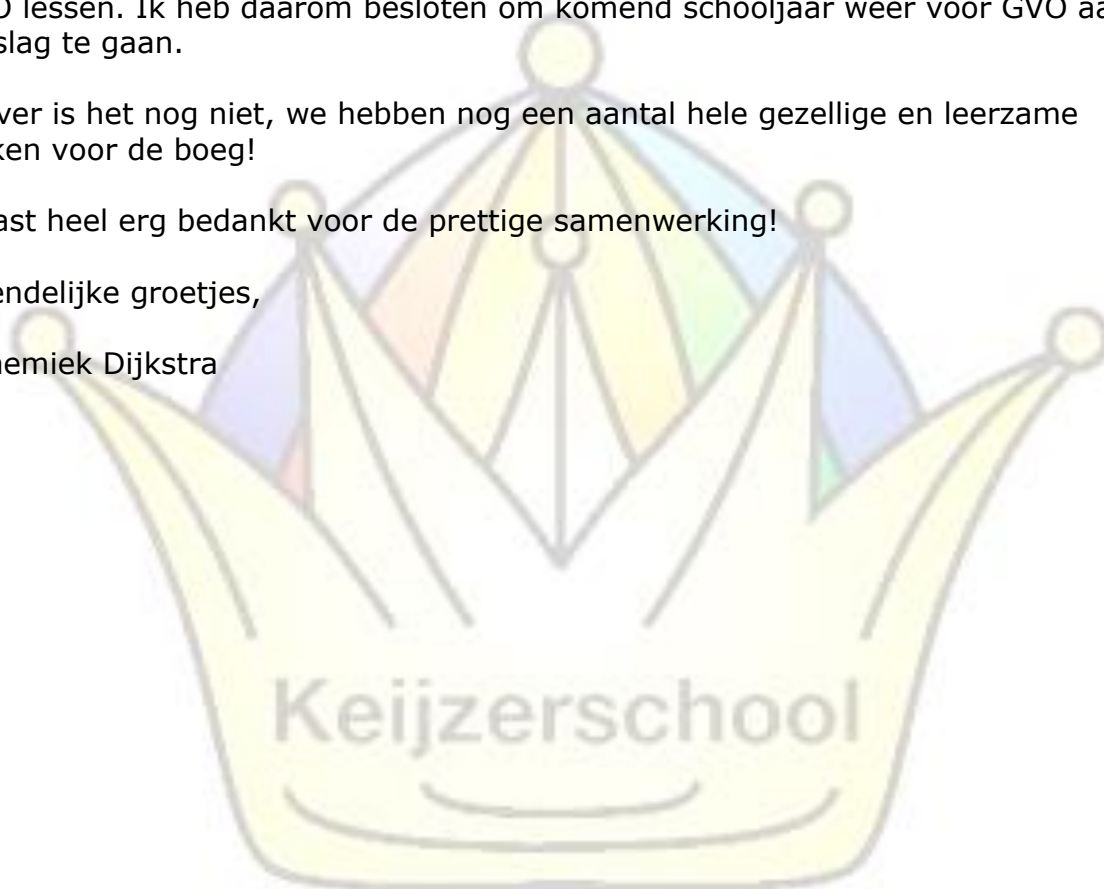 O lessen. Ik heb daarom besloten om komend schooljaar weer voor GVO aa
slag te gaan.
ver is het nog niet, we hebben nog een aantal hele gezellige en leerzame
ken voor de boeg!
ast heel erg bedankt voor de prettige samenwerking!
endelijke groetjes,
emiek Dijkstra
Keijzerschool